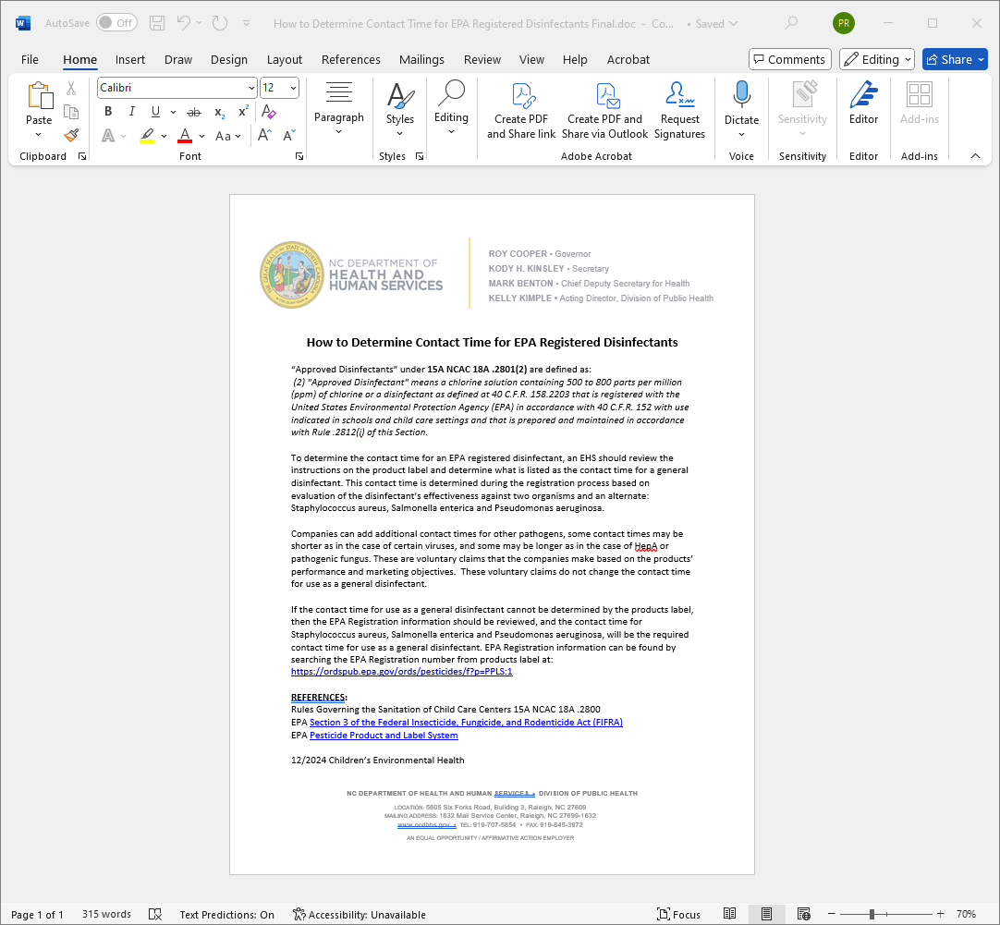 AutoSave Off How to Determine Contact Time for EPA Registered Disinfectants Final.doc - Co... • Saved PR
File Home Insert Draw Design Layout References Mailings Review View Help Acrobat Comments Editing Share
Calibri 12
Paste
B I U ab x₂ x² A
A A Aa A A
Paragraph Styles Editing
Create PDF and Share link
Create PDF and Share via Outlook
Request Signatures
Dictate Sensitivity Editor Add-ins
Clipboard Font Styles Adobe Acrobat Voice Sensitivity Editor Add-ins
NC DEPARTMENT OF
HEALTH AND
HUMAN SERVICES
ROY COOPER • Governor
KODY H. KINSLEY • Secretary
MARK BENTON • Chief Deputy Secretary for Health
KELLY KIMPLE • Acting Director, Division of Public Health
How to Determine Contact Time for EPA Registered Disinfectants
“Approved Disinfectants” under 15A NCAC 18A .2801(2) are defined as:
(2) "Approved Disinfectant" means a chlorine solution containing 500 to 800 parts per million
(ppm) of chlorine or a disinfectant as defined at 40 C.F.R. 158.2203 that is registered with the
United States Environmental Protection Agency (EPA) in accordance with 40 C.F.R. 152 with use
indicated in schools and child care settings and that is prepared and maintained in accordance
with Rule .2812(i) of this Section.
To determine the contact time for an EPA registered disinfectant, an EHS should review the
instructions on the product label and determine what is listed as the contact time for a general
disinfectant. This contact time is determined during the registration process based on
evaluation of the disinfectant’s effectiveness against two organisms and an alternate:
Staphylococcus aureus, Salmonella enterica and Pseudomonas aeruginosa.
Companies can add additional contact times for other pathogens, some contact times may be
shorter as in the case of certain viruses, and some may be longer as in the case of HepA or
pathogenic fungus. These are voluntary claims that the companies make based on the products’
performance and marketing objectives.  These voluntary claims do not change the contact time
for use as a general disinfectant.
If the contact time for use as a general disinfectant cannot be determined by the products label,
then the EPA Registration information should be reviewed, and the contact time for
Staphylococcus aureus, Salmonella enterica and Pseudomonas aeruginosa, will be the required
contact time for use as a general disinfectant. EPA Registration information can be found by
searching the EPA Registration number from products label at:
https://ordspub.epa.gov/ords/pesticides/f?p=PPLS:1
REFERENCES:
Rules Governing the Sanitation of Child Care Centers 15A NCAC 18A .2800
EPA Section 3 of the Federal Insecticide, Fungicide, and Rodenticide Act (FIFRA)
EPA Pesticide Product and Label System
12/2024 Children’s Environmental Health
NC DEPARTMENT OF HEALTH AND HUMAN SERVICES • DIVISION OF PUBLIC HEALTH
LOCATION: 5605 Six Forks Road, Building 3, Raleigh, NC 27609
MAILING ADDRESS: 1632 Mail Service Center, Raleigh, NC 27699-1632
www.ncdhhs.gov • TEL: 919-707-5854 • FAX: 919-845-3972
AN EQUAL OPPORTUNITY / AFFIRMATIVE ACTION EMPLOYER
Page 1 of 1 315 words Text Predictions: On Accessibility: Unavailable Focus 70%